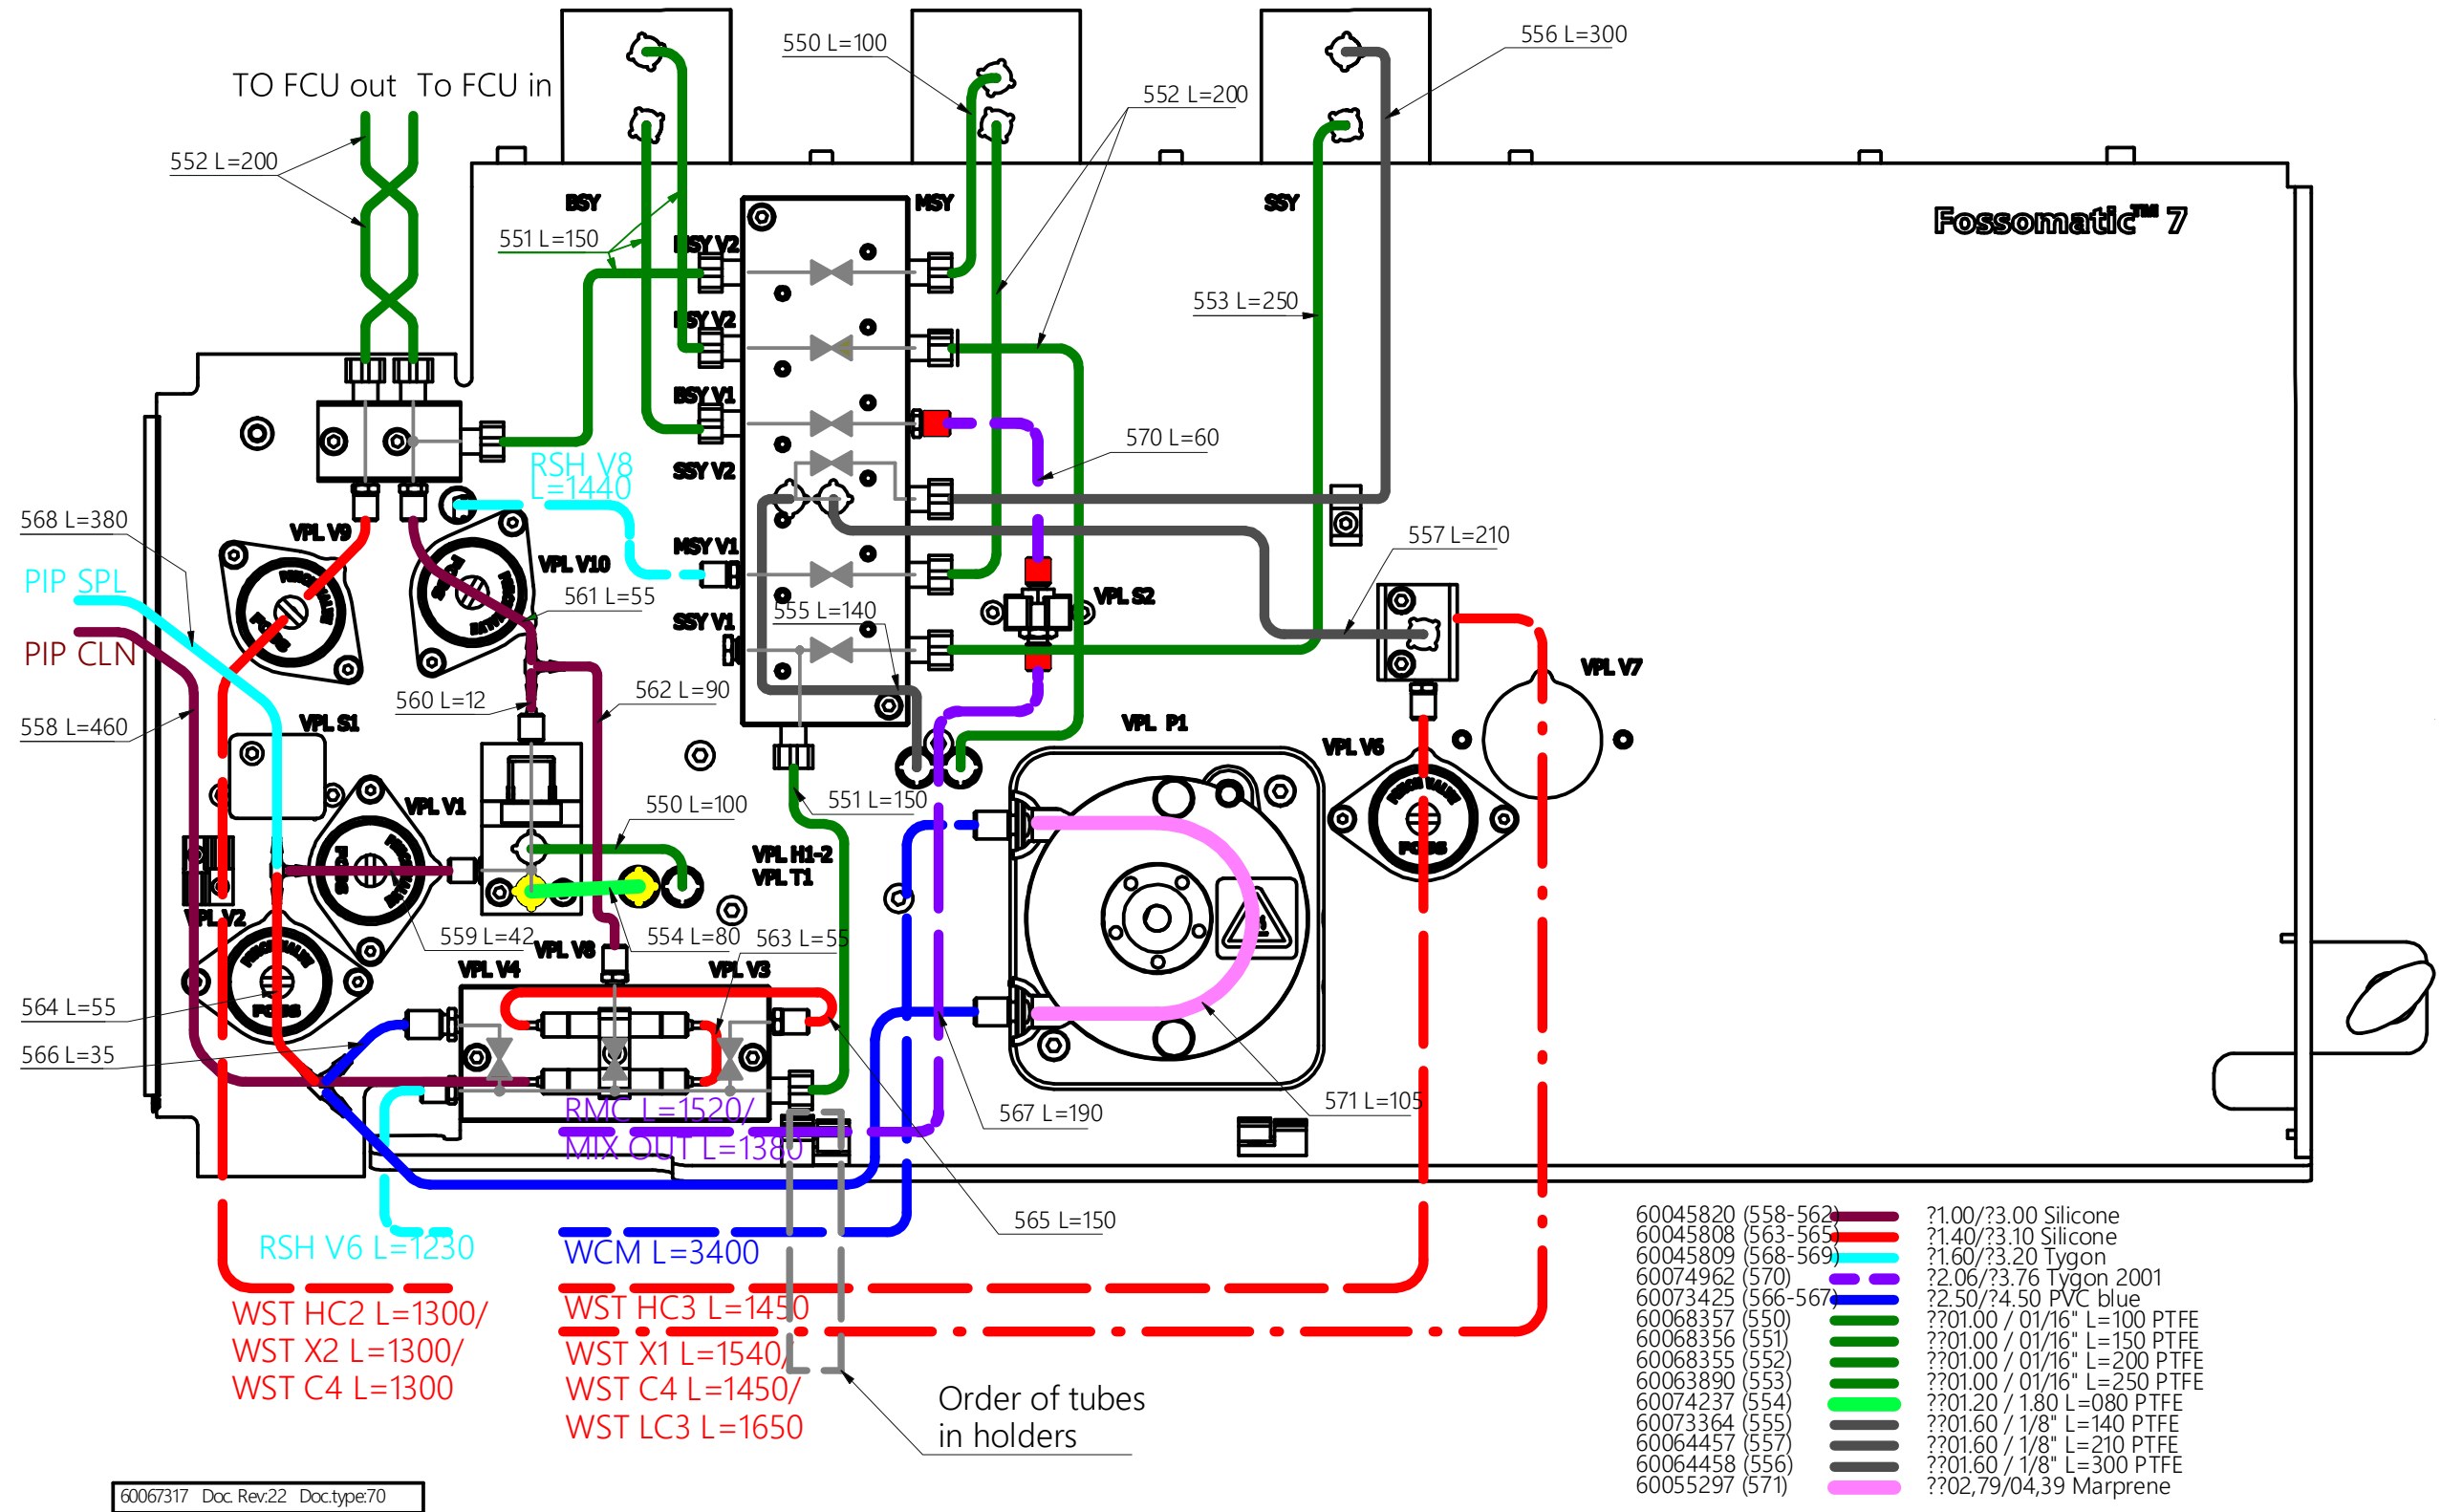 550 L=100
556 L=300
TO FCU out To FCU in
552 L=200
552 L=200
BSY
MSY
SSY
Fossomatic™ 7
551 L=150
MSY V2
553 L=250
BSY V2
BSY V1
570 L=60
RSH V8
L=1440
SSY V2
568 L=380
VPL V9
557 L=210
MSY V1
VPL V10
PIP SPL
561 L=55
VPL S2
555 L=140
SSY V1
PIP CLN
VPL V7
560 L=12
562 L=90
558 L=460
VPL S1
VPL P1
VPL V6
PINCH VALVE
FOSS
VPL V1
551 L=150
550 L=100
VPL H1-2
VPL T1
VPL V2
559 L=42
554 L=80
563 L=55
VPL V8
VPL V4
VPL V3
PINCH VALVE
FOSS
564 L=55
566 L=35
RMC L=1520/
MIX OUT L=1380
567 L=190
571 L=105
565 L=150
RSH V6 L=1230
WCM L=3400
WST HC2 L=1300/
WST X2 L=1300/
WST C4 L=1300
WST HC3 L=1450
WST X1 L=1540/
WST C4 L=1450/
WST LC3 L=1650
Order of tubes
in holders
60045820 (558-562) ?1.00/?3.00 Silicone
60045808 (563-565) ?1.40/?3.10 Silicone
60045809 (568-569) ?1.60/?3.20 Tygon
60074962 (570) ?2.06/?3.76 Tygon 2001
60073425 (566-567) ?2.50/?4.50 PVC blue
60068357 (550) ??01.00 / 01/16" L=100 PTFE
60068356 (551) ??01.00 / 01/16" L=150 PTFE
60068355 (552) ??01.00 / 01/16" L=200 PTFE
60063890 (553) ??01.00 / 01/16" L=250 PTFE
60074237 (554) ??01.20 / 1.80 L=080 PTFE
60073364 (555) ??01.60 / 1/8" L=140 PTFE
60064457 (557) ??01.60 / 1/8" L=210 PTFE
60064458 (556) ??01.60 / 1/8" L=300 PTFE
60055297 (571) ??02,79/04,39 Marprene
60067317 Doc. Rev:22 Doc.type:70